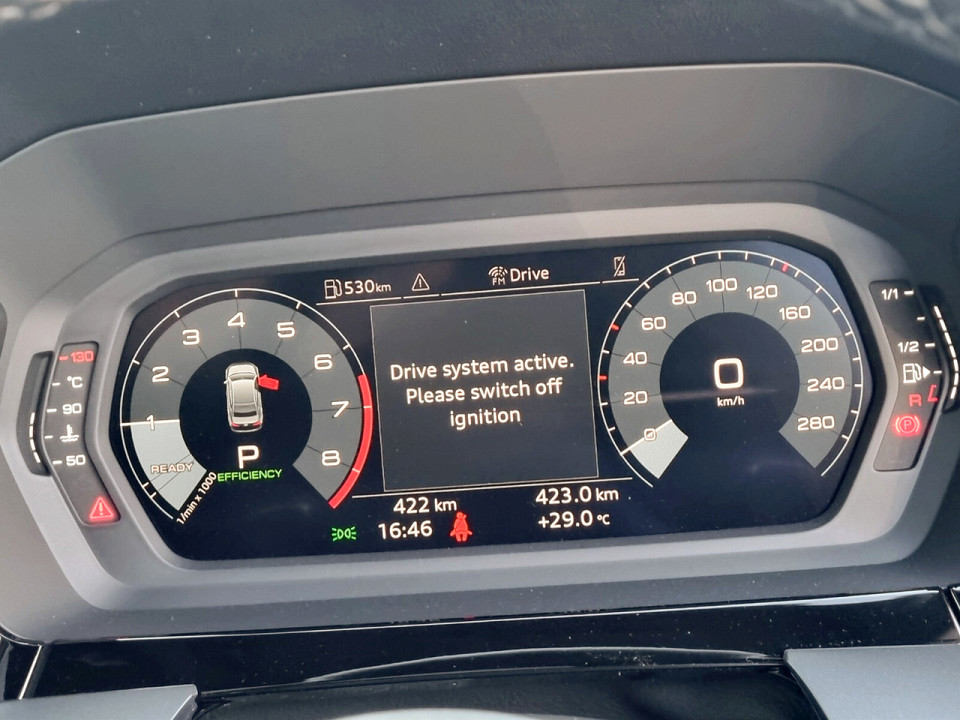 530km
FM Drive
130
°C
90
50
1
2
3
4
5
6
7
8
READY
1/min x 1000
P
EFFICIENCY
Drive system active.
Please switch off
ignition
0
20
40
60
80
100
120
160
200
240
280
0
km/h
1/1
1/2
R
P
422 km
423.0 km
16:46
+29.0 °C